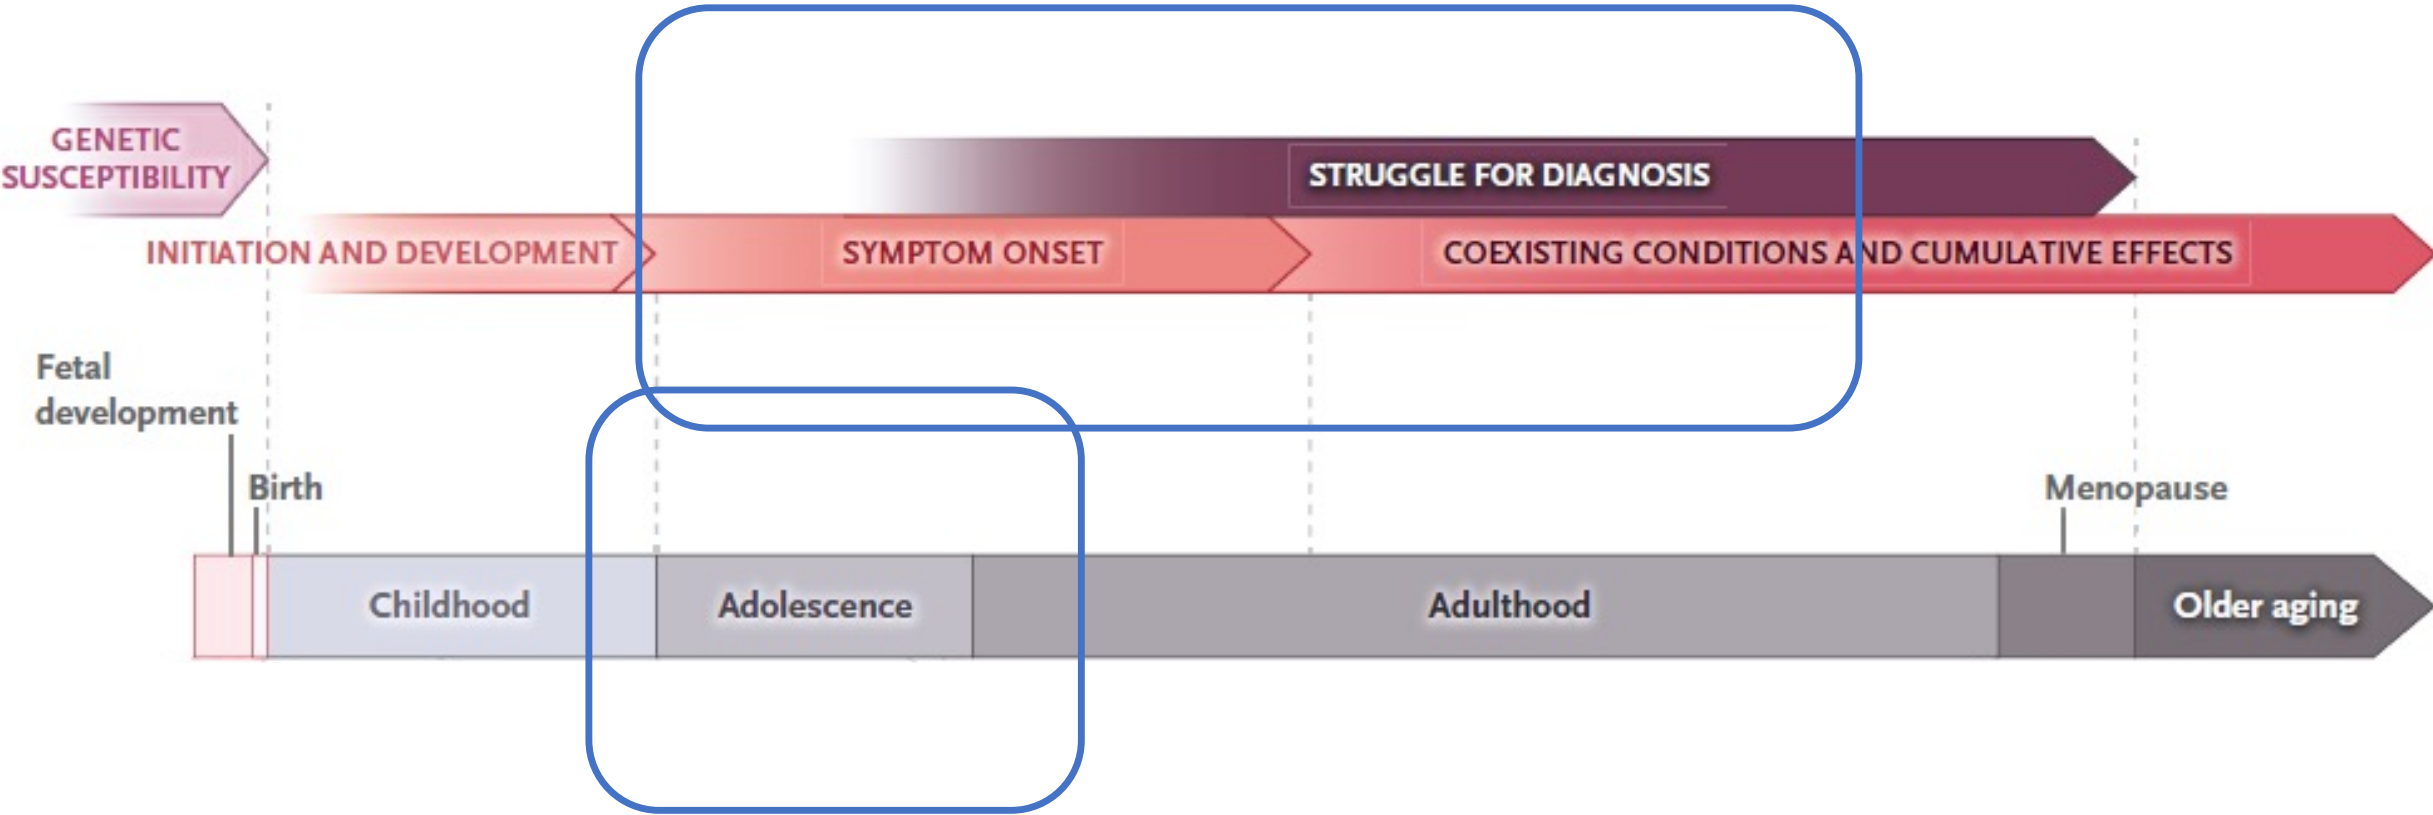 GENETIC
SUSCEPTIBILITY
STRUGGLE FOR DIAGNOSIS
INITIATION AND DEVELOPMENT
SYMPTOM ONSET
COEXISTING CONDITIONS AND CUMULATIVE EFFECTS
Fetal
development
Birth
Menopause
Childhood
Adolescence
Adulthood
Older aging